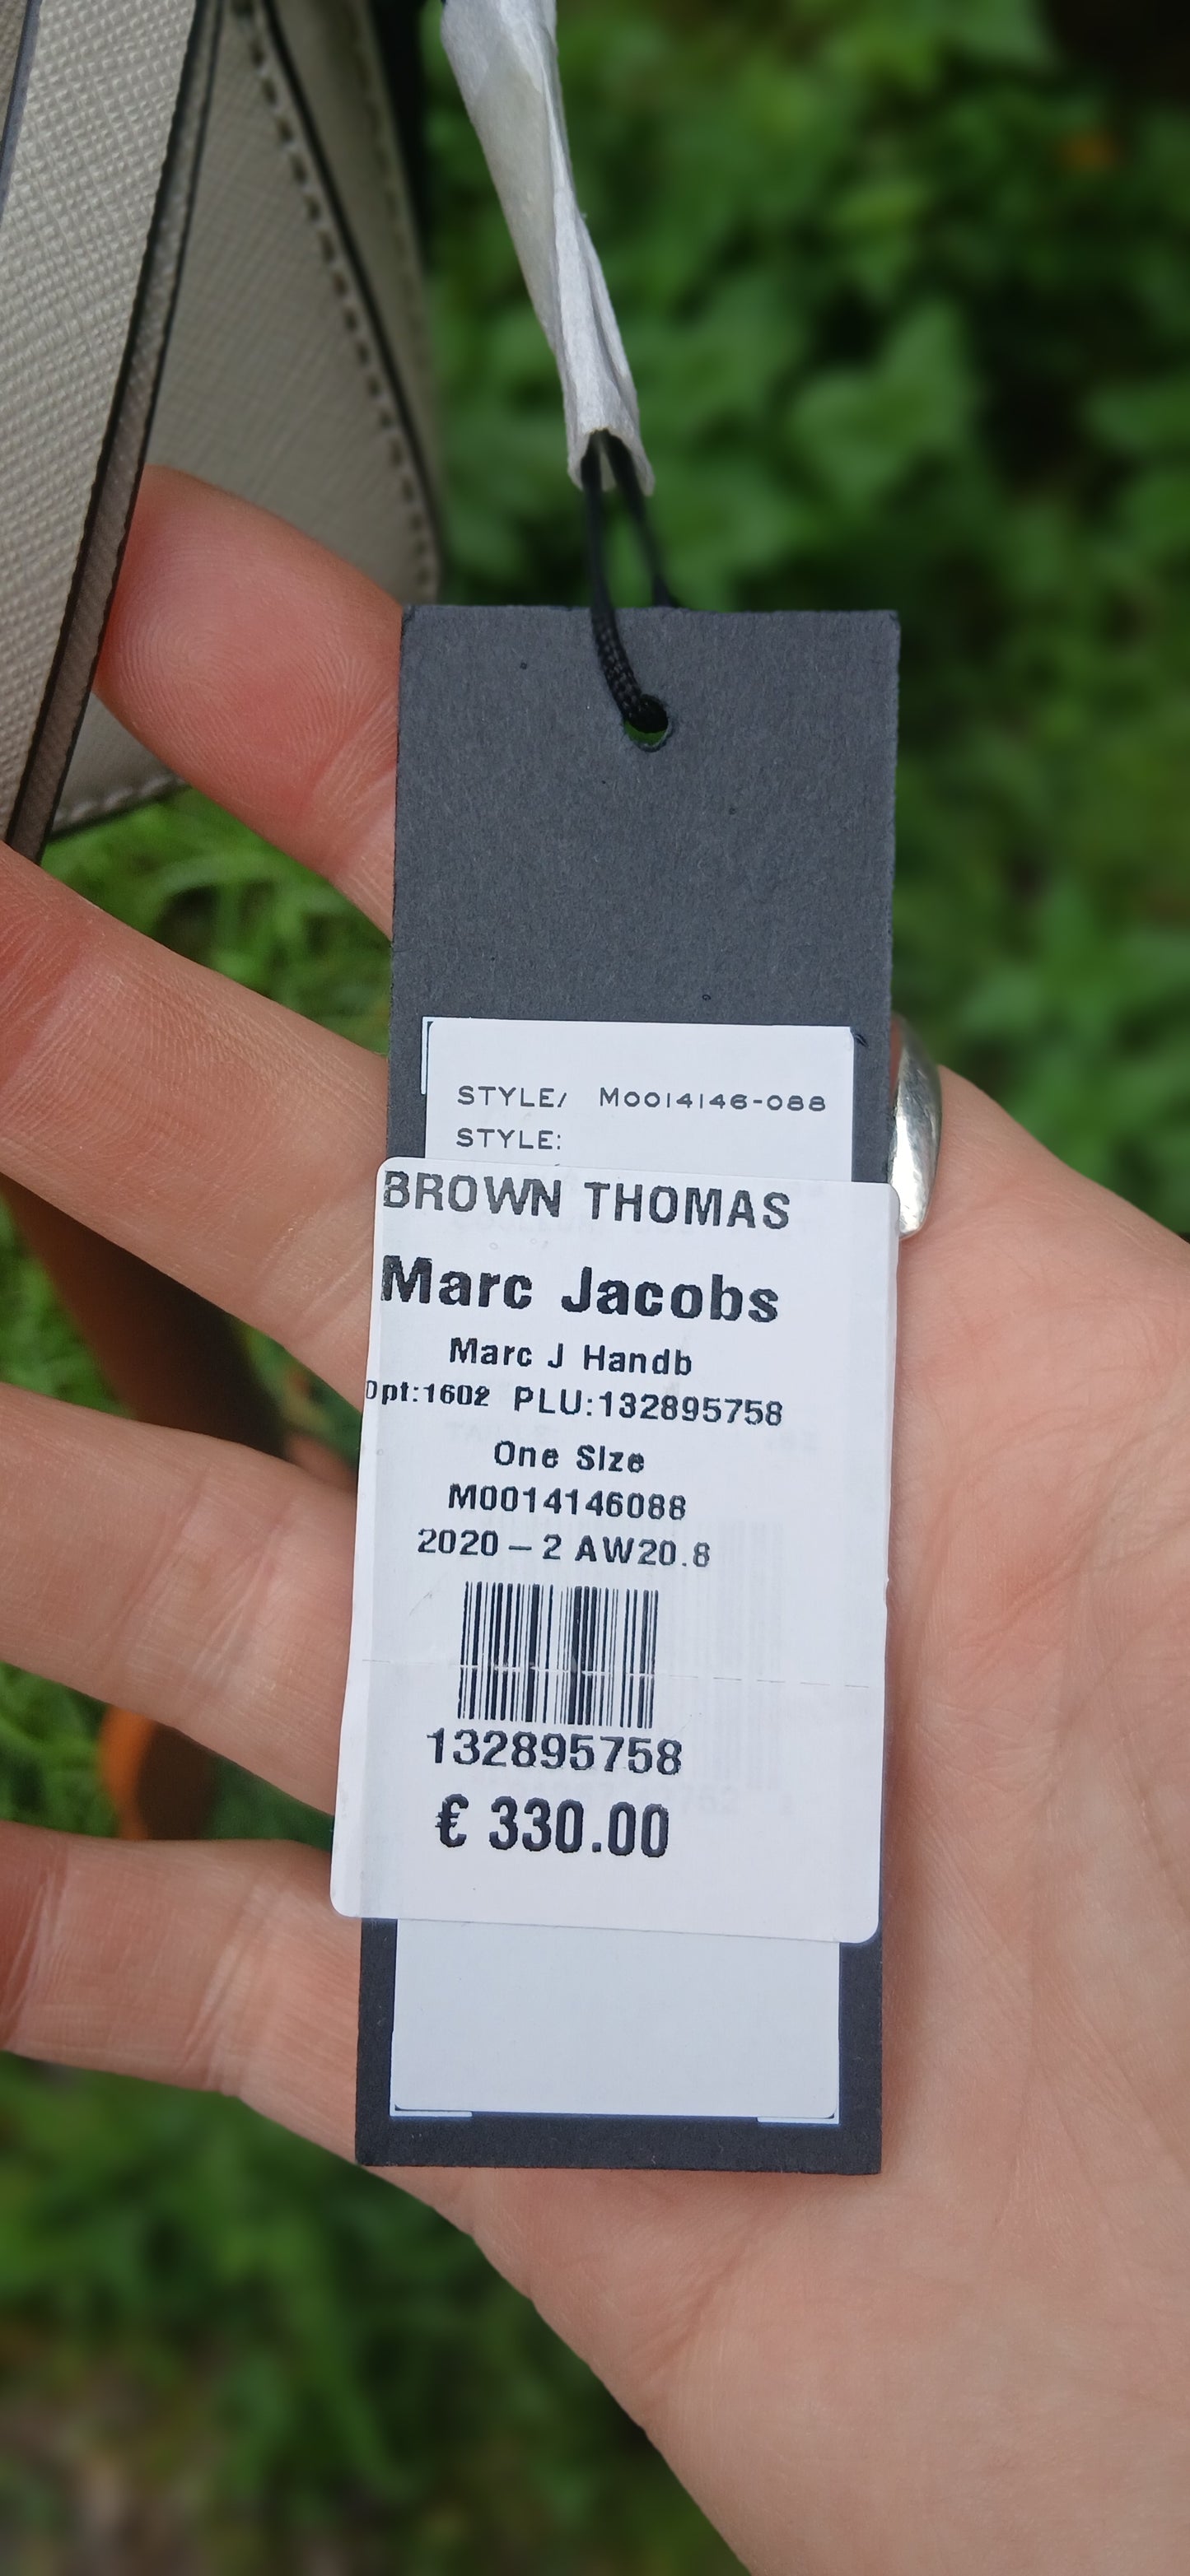 STYLE/ M0014146-088
STYLE:
BROWN THOMAS
Marc Jacobs
Marc J Handb
Dpt:1602 PLU:132895758
One Size
M0014146088
2020 – 2 AW20.8
132895758
€ 330.00